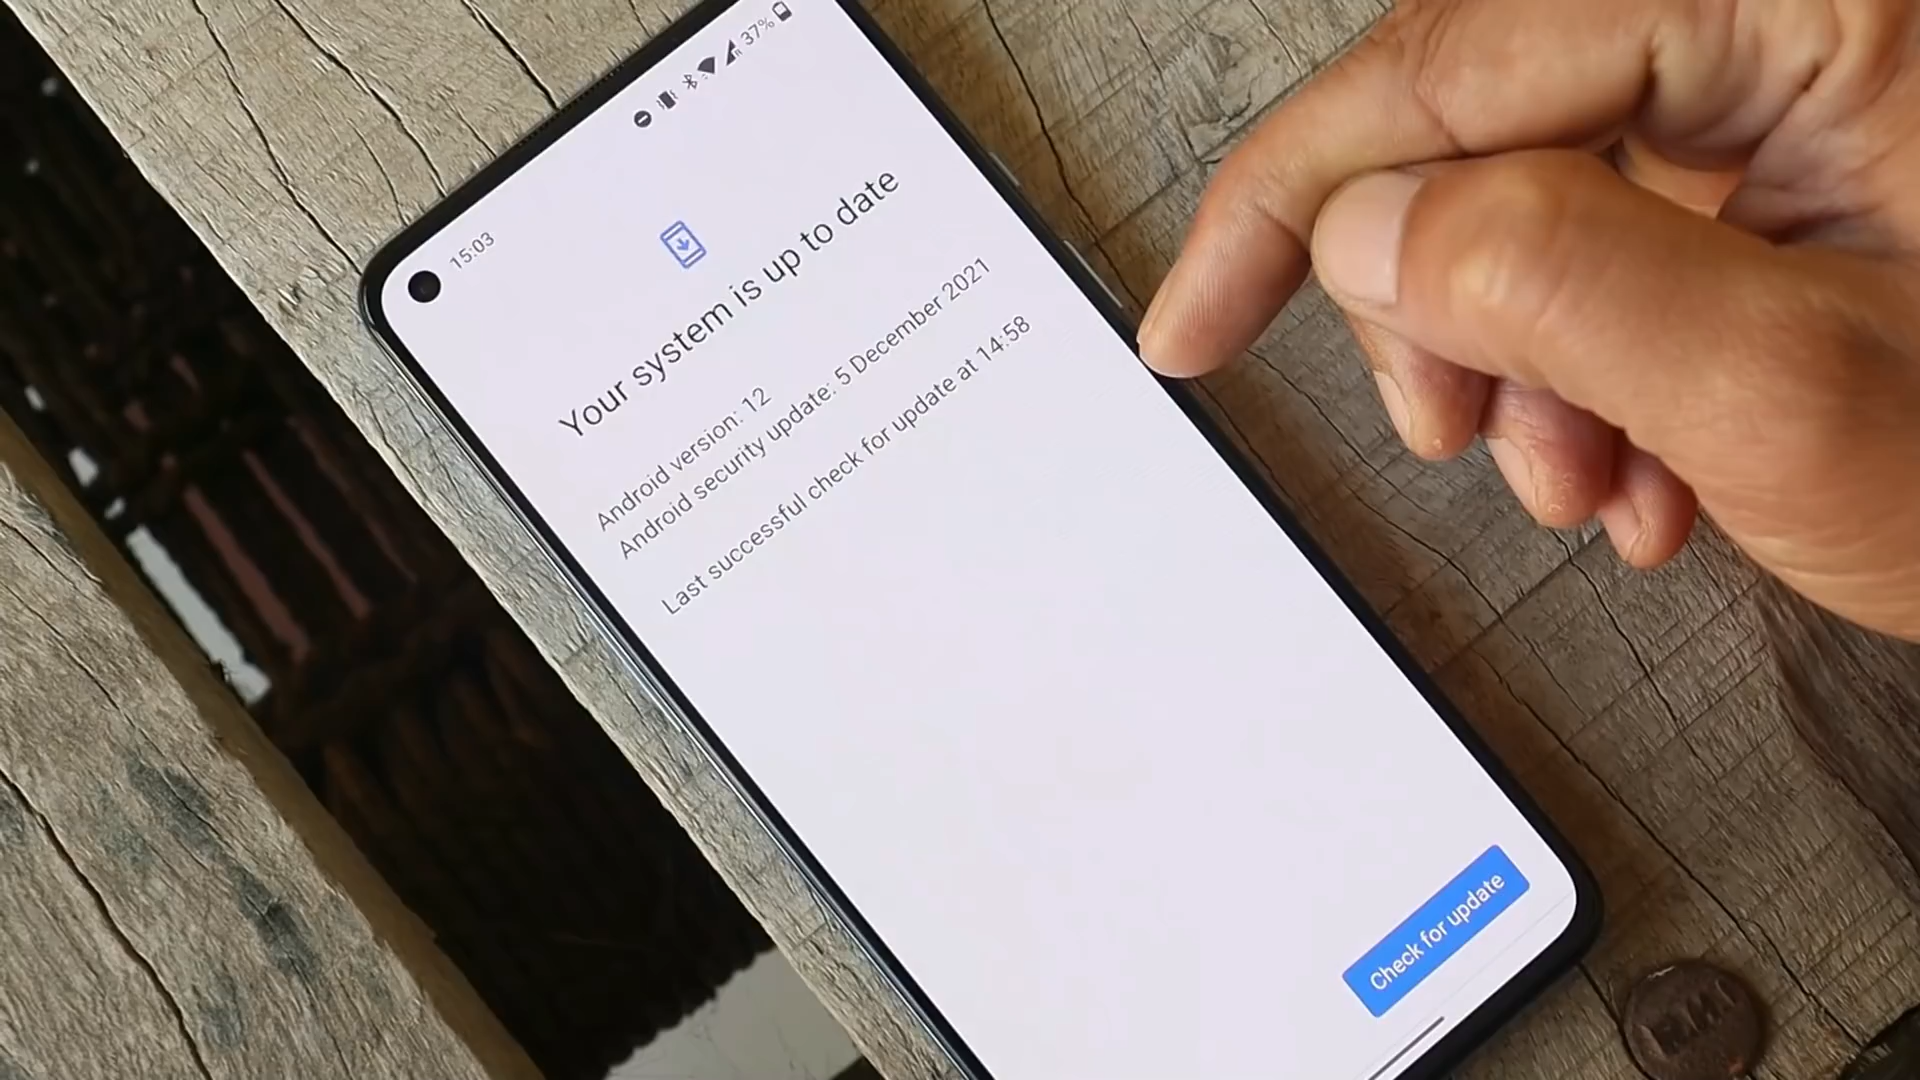 15:03
37%
Your system is up to date
Android version: 12
Android security update: 5 December 2021
Last successful check for update at 14:58
Check for update